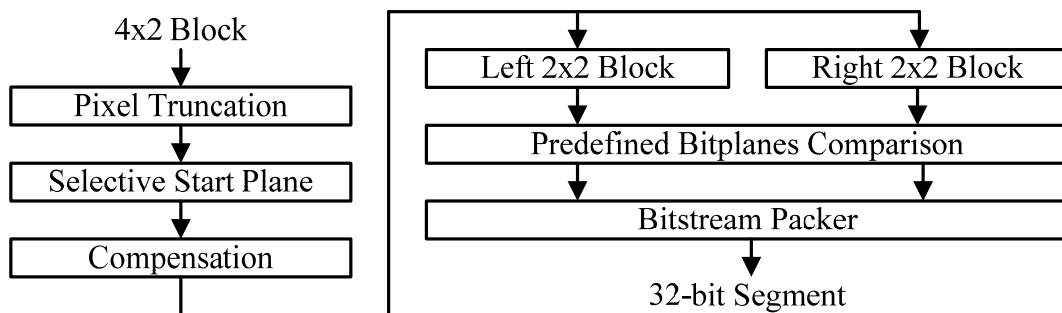 4x2 Block
Pixel Truncation
Selective Start Plane
Compensation
Left 2x2 Block
Right 2x2 Block
Predefined Bitplanes Comparison
Bitstream Packer
32-bit Segment